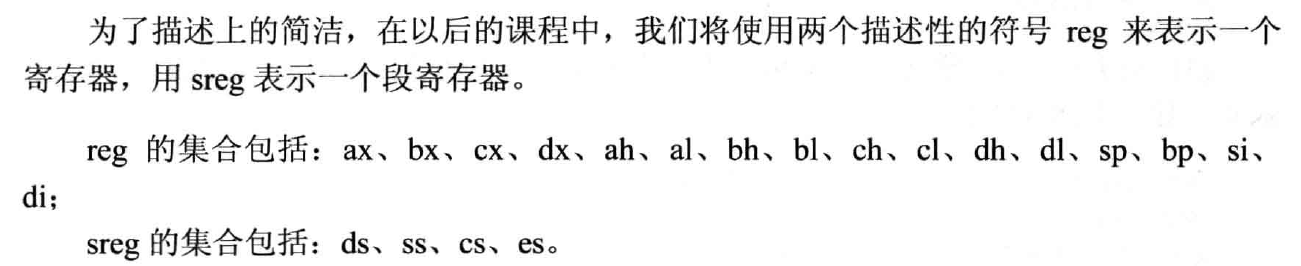 为了描述上的简洁，在以后的课程中，我们将使用两个描述性的符号 reg 来表示一个
寄存器，用 sreg 表示一个段寄存器。
reg 的集合包括：ax、bx、cx、dx、ah、al、bh、bl、ch、cl、dh、dl、sp、bp、si、
di；
sreg 的集合包括：ds、ss、cs、es。